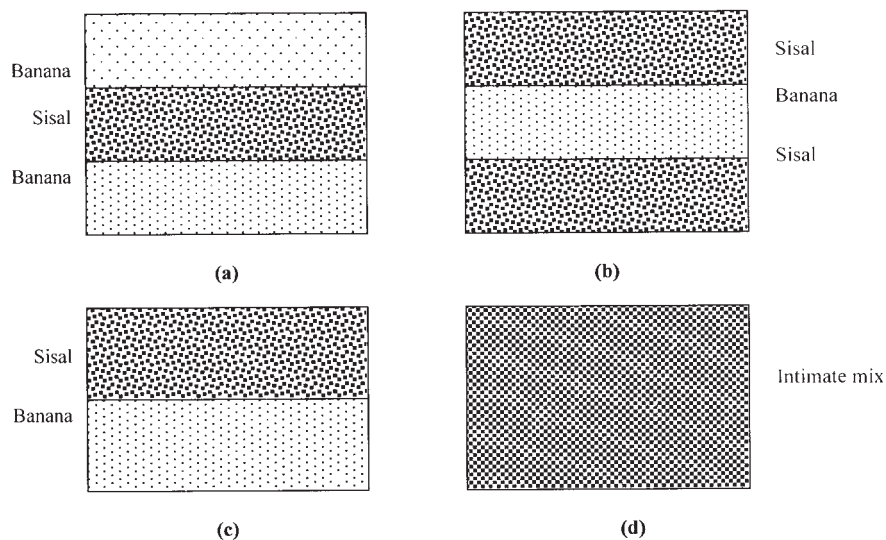 Banana
Sisal
Banana
(a)
Sisal
Banana
Sisal
(b)
Sisal
Banana
(c)
Intimate mix
(d)